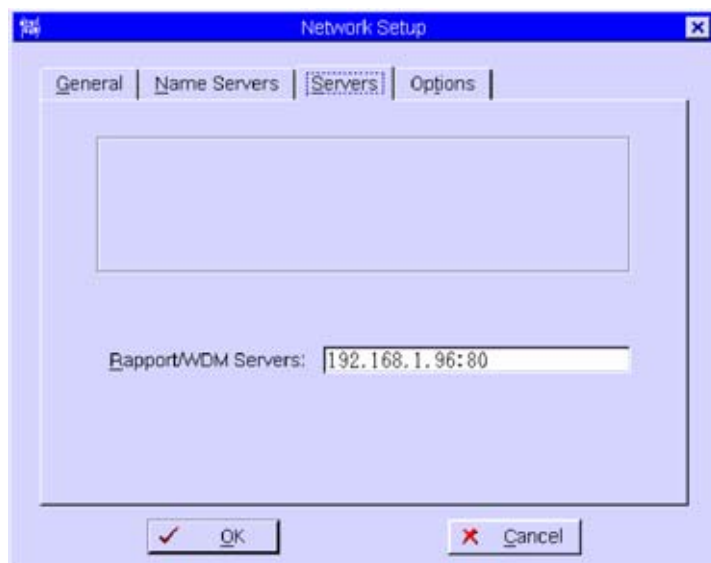 Network Setup
General Name Servers Servers Options
Rapport/WDM Servers: 192.168.1.96:80
OK Cancel